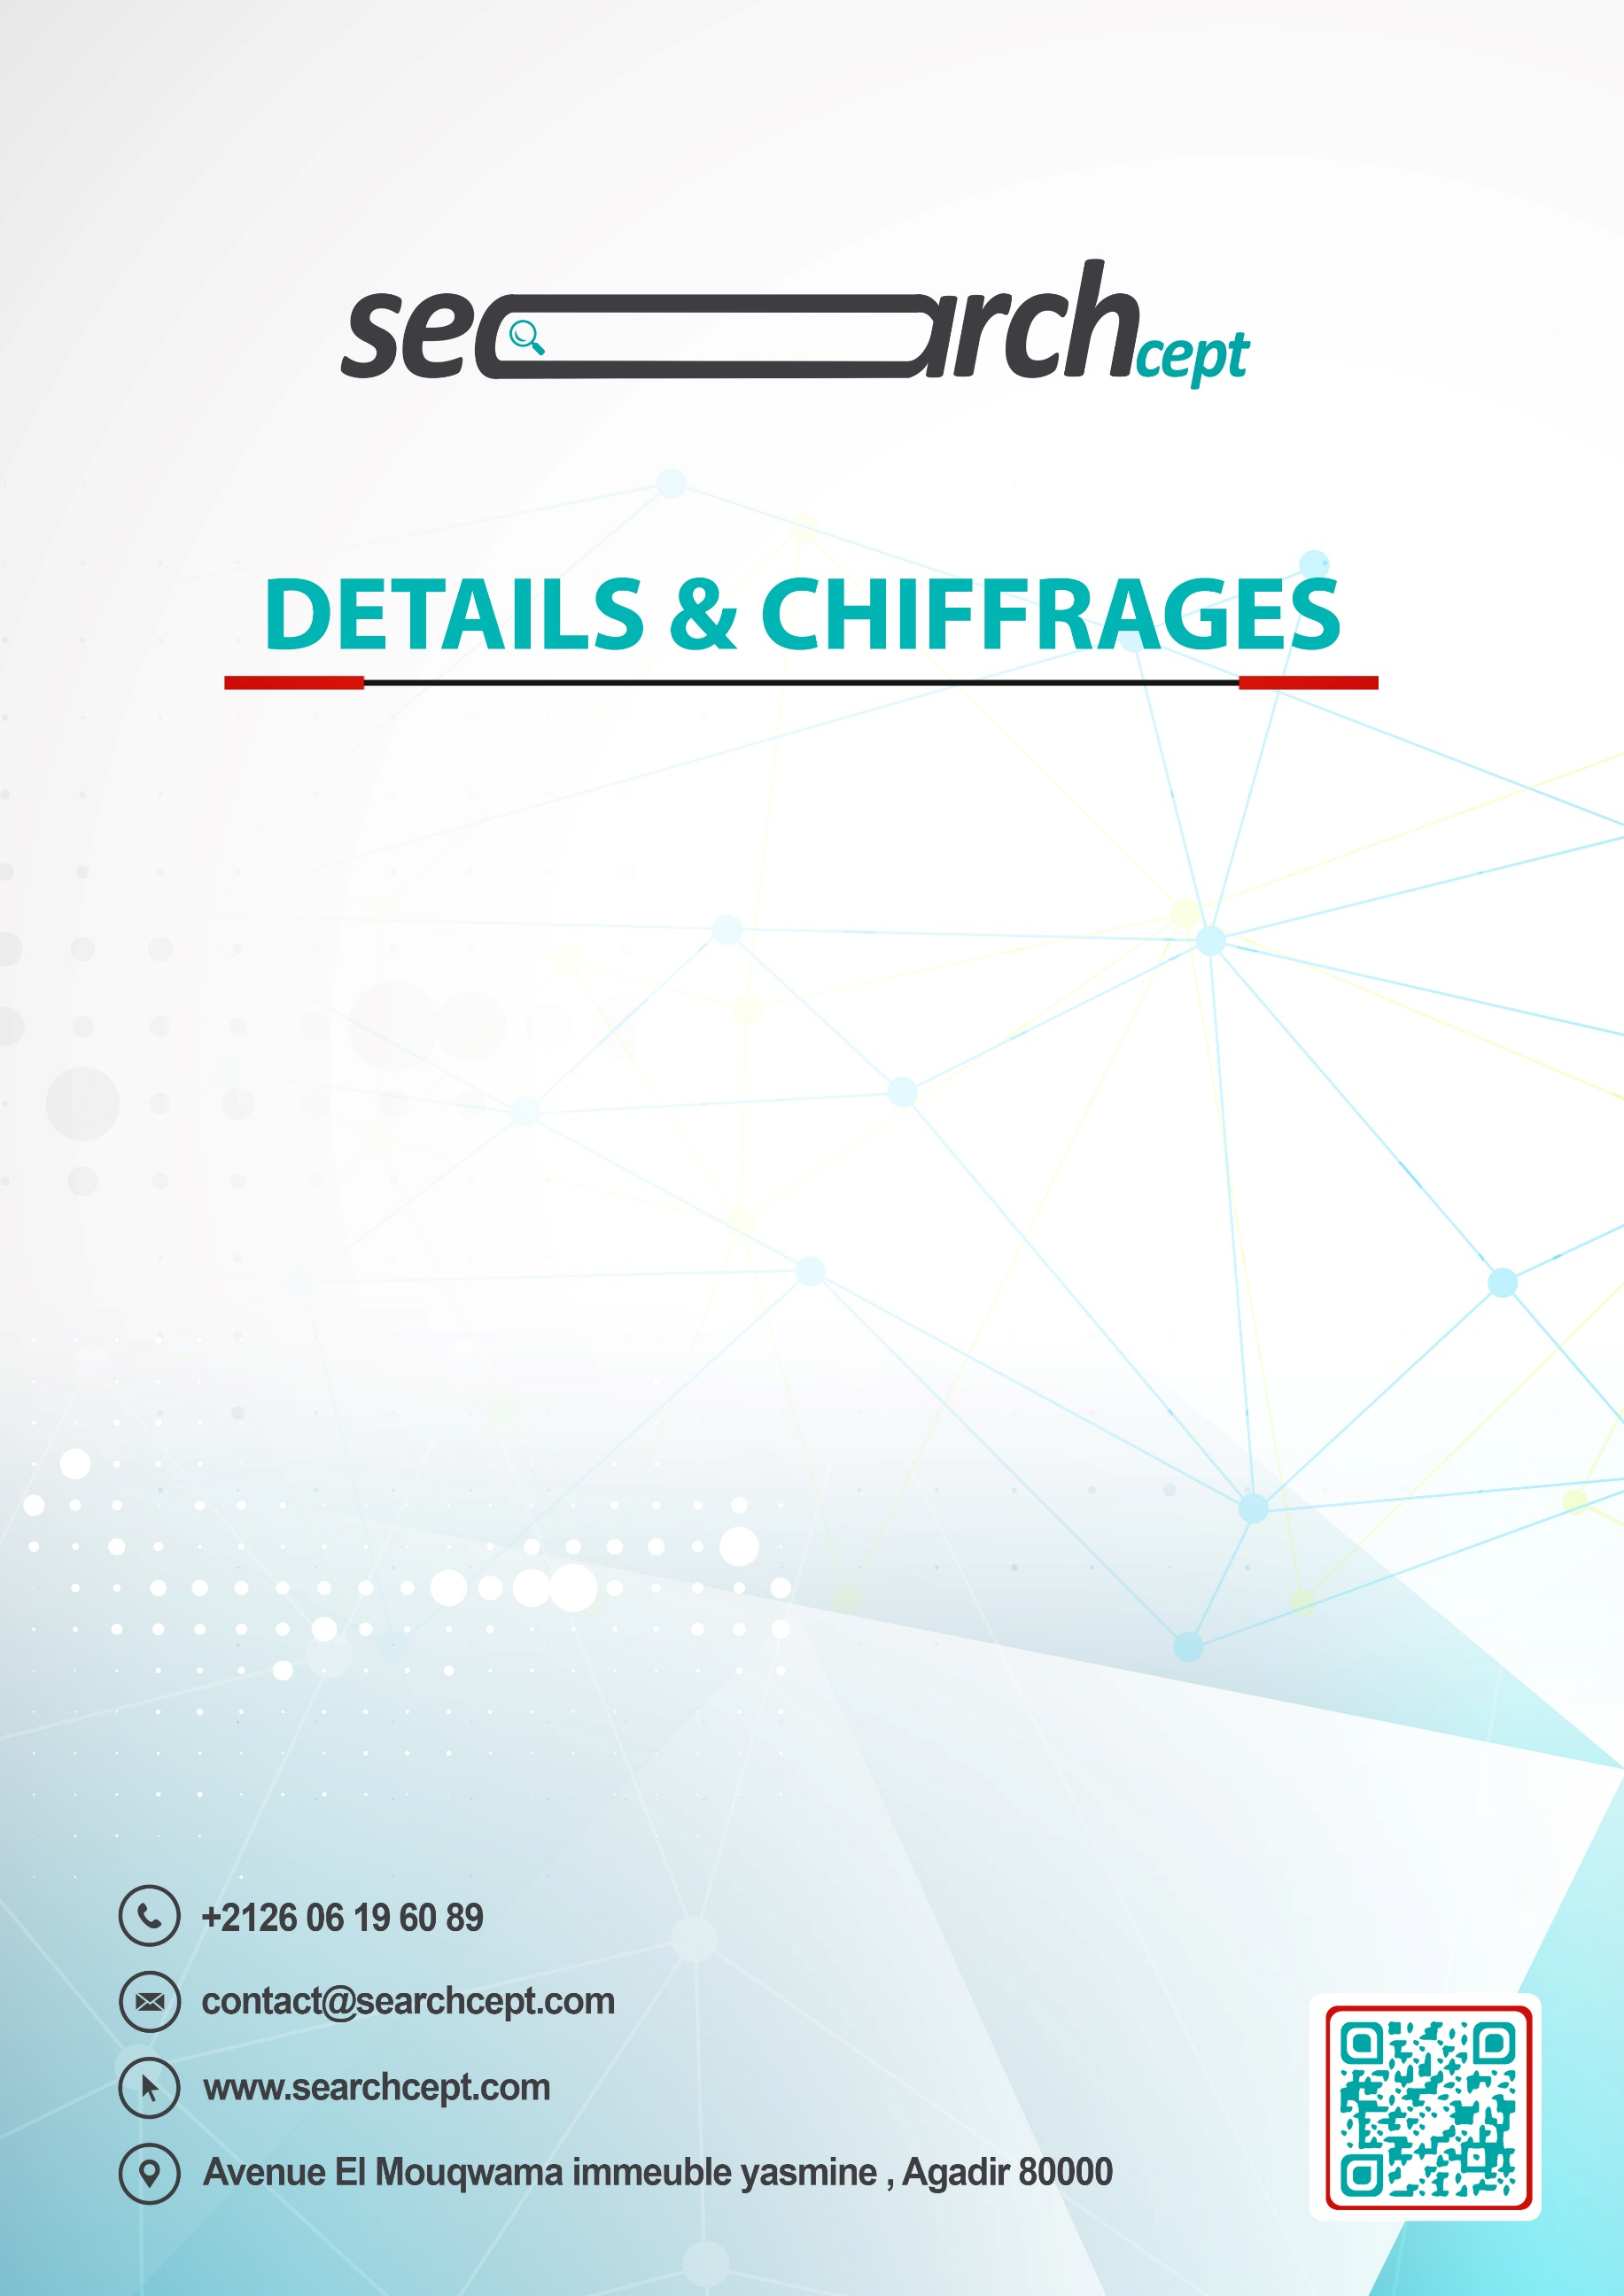 searchcept
DETAILS & CHIFFRAGES
+2126 06 19 60 89
contact@searchcept.com
www.searchcept.com
Avenue El Mouqwama immeuble yasmine , Agadir 80000